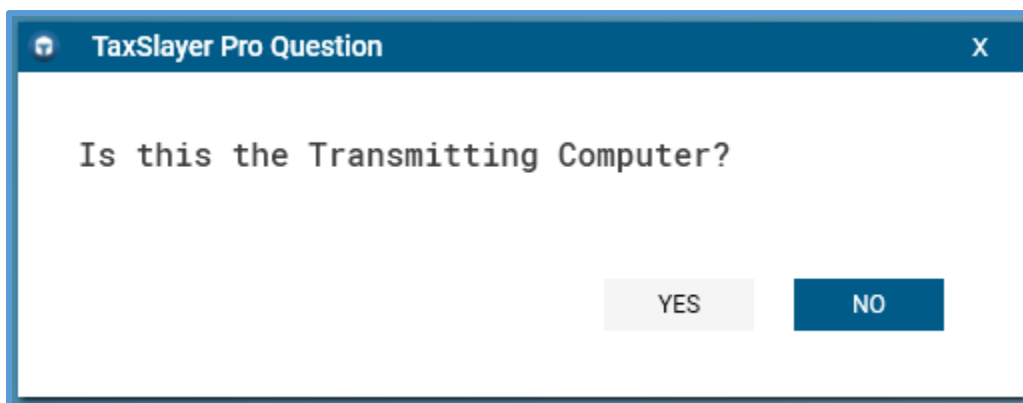 TaxSlayer Pro Question X
Is this the Transmitting Computer?
YES NO